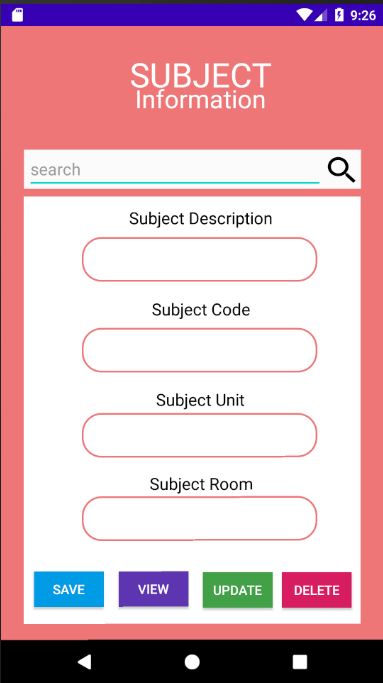 9:26
SUBJECT
Information
search
Subject Description
Subject Code
Subject Unit
Subject Room
SAVE VIEW UPDATE DELETE